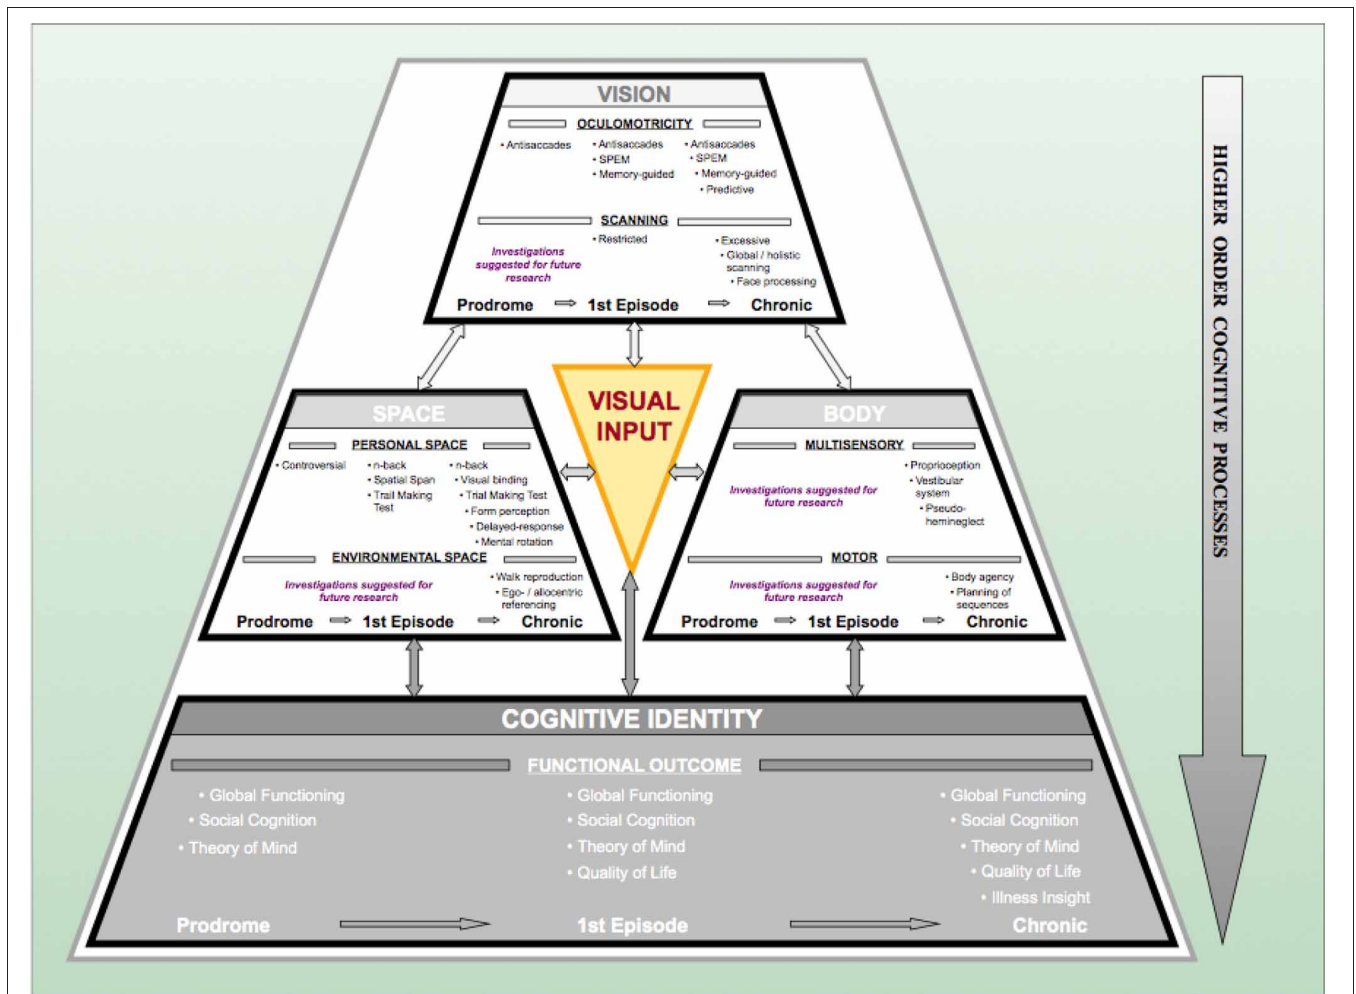 VISION
OCULOMOTRICITY
• Antisaccades
• Antisaccades
• SPEM
• Memory-guided
• Antisaccades
• SPEM
• Memory-guided
• Predictive
SCANNING
Investigations
suggested for future
research
• Restricted
• Excessive
• Global / holistic
scanning
• Face processing
Prodrome 1st Episode Chronic
VISUAL
INPUT
SPACE
PERSONAL SPACE
• Controversial
• n-back
• Spatial Span
• Trail Making
Test
• n-back
• Visual binding
• Trial Making Test
• Form perception
• Delayed-response
• Mental rotation
ENVIRONMENTAL SPACE
Investigations suggested for
future research
• Walk reproduction
• Ego- / allocentric
referencing
Prodrome 1st Episode Chronic
BODY
MULTISENSORY
Investigations suggested for
future research
• Proprioception
• Vestibular
system
• Pseudo-
hemineglect
MOTOR
Investigations suggested for
future research
• Body agency
• Planning of
sequences
Prodrome 1st Episode Chronic
COGNITIVE IDENTITY
FUNCTIONAL OUTCOME
• Global Functioning
• Social Cognition
• Theory of Mind
• Global Functioning
• Social Cognition
• Theory of Mind
• Quality of Life
• Global Functioning
• Social Cognition
• Theory of Mind
• Quality of Life
• Illness Insight
Prodrome 1st Episode Chronic
HIGHER ORDER COGNITIVE PROCESSES